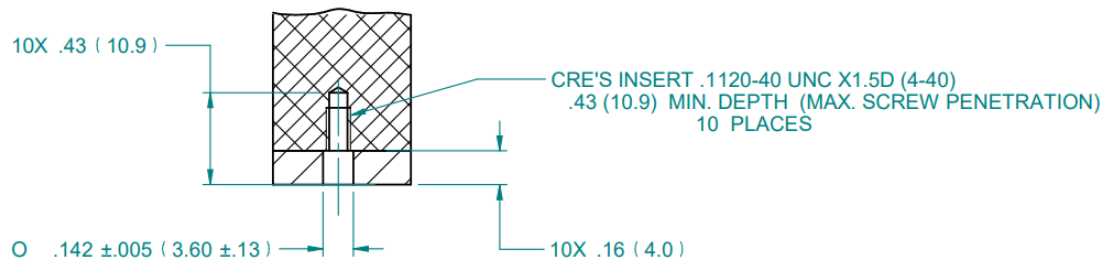 10X .43 ( 10.9 )
CRE'S INSERT .1120-40 UNC X1.5D (4-40)
.43 (10.9) MIN. DEPTH (MAX. SCREW PENETRATION)
10 PLACES
O .142 ±.005 ( 3.60 ±.13 )
10X .16 ( 4.0 )